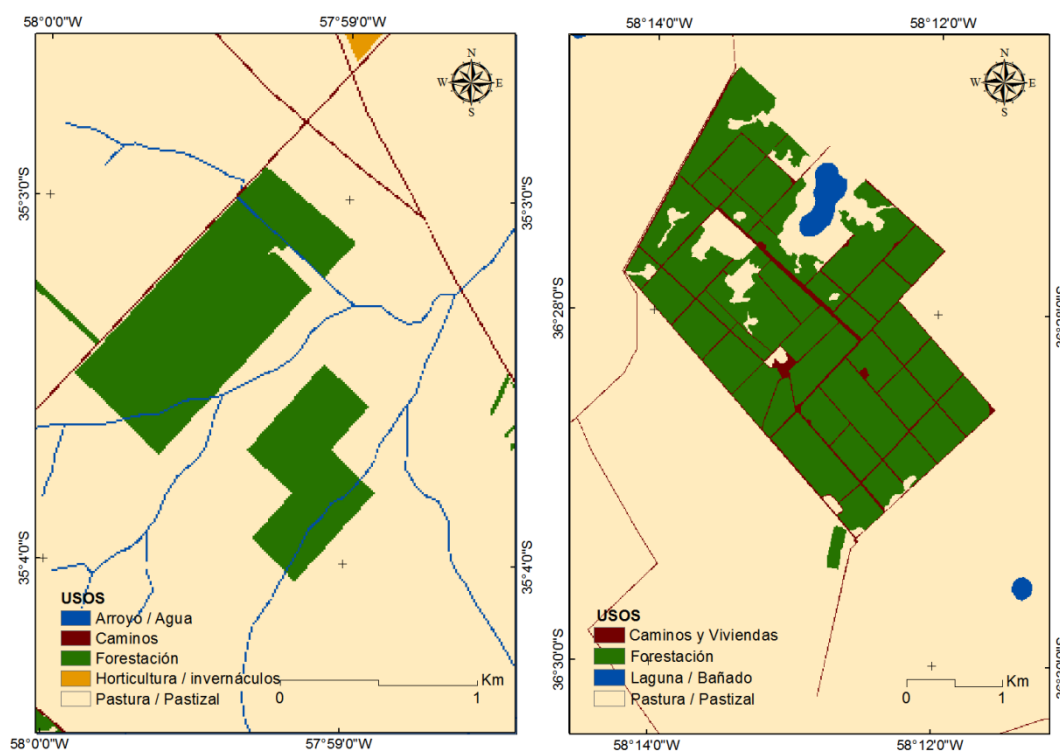 58°0'0"W
57°59'0"W
N
W
E
S
35°3'0"S
35°3'0"S
35°4'0"S
35°4'0"S
USOS
Arroyo / Agua
Caminos
Forestación
Horticultura / invernáculos
Pastura / Pastizal
Km
0
1
58°0'0"W
57°59'0"W
58°14'0"W
58°12'0"W
N
W
E
S
36°28'0"S
36°30'0"S
USOS
Caminos y Viviendas
Forestación
Laguna / Bañado
Pastura / Pastizal
Km
0
1
58°14'0"W
58°12'0"W